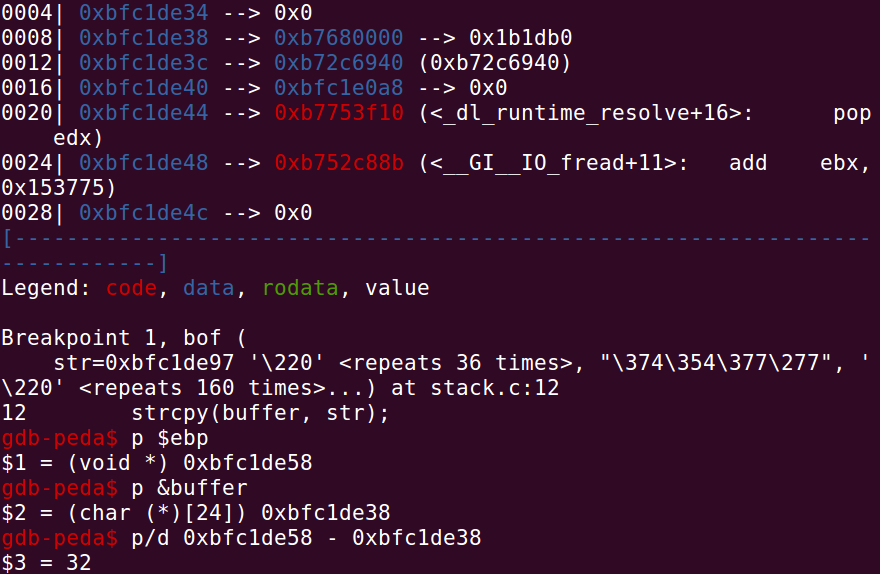 0004| 0xbfc1de34 --> 0x0
0008| 0xbfc1de38 --> 0xb7680000 --> 0x1b1db0
0012| 0xbfc1de3c --> 0xb72c6940 (0xb72c6940)
0016| 0xbfc1de40 --> 0xbfc1e0a8 --> 0x0
0020| 0xbfc1de44 --> 0xb7753f10 (<_dl_runtime_resolve+16>:      pop
    edx)
0024| 0xbfc1de48 --> 0xb752c88b (<__GI__IO_fread+11>:   add    ebx,
0x153775)
0028| 0xbfc1de4c --> 0x0
[------------------------------------------------------------------
------------]
Legend: code, data, rodata, value
Breakpoint 1, bof (
    str=0xbfc1de97 '\220' <repeats 36 times>, "\374\354\377\277", '
\220' <repeats 160 times>...) at stack.c:12
12        strcpy(buffer, str);
gdb-peda$ p $ebp
$1 = (void *) 0xbfc1de58
gdb-peda$ p &buffer
$2 = (char (*)[24]) 0xbfc1de38
gdb-peda$ p/d 0xbfc1de58 - 0xbfc1de38
$3 = 32